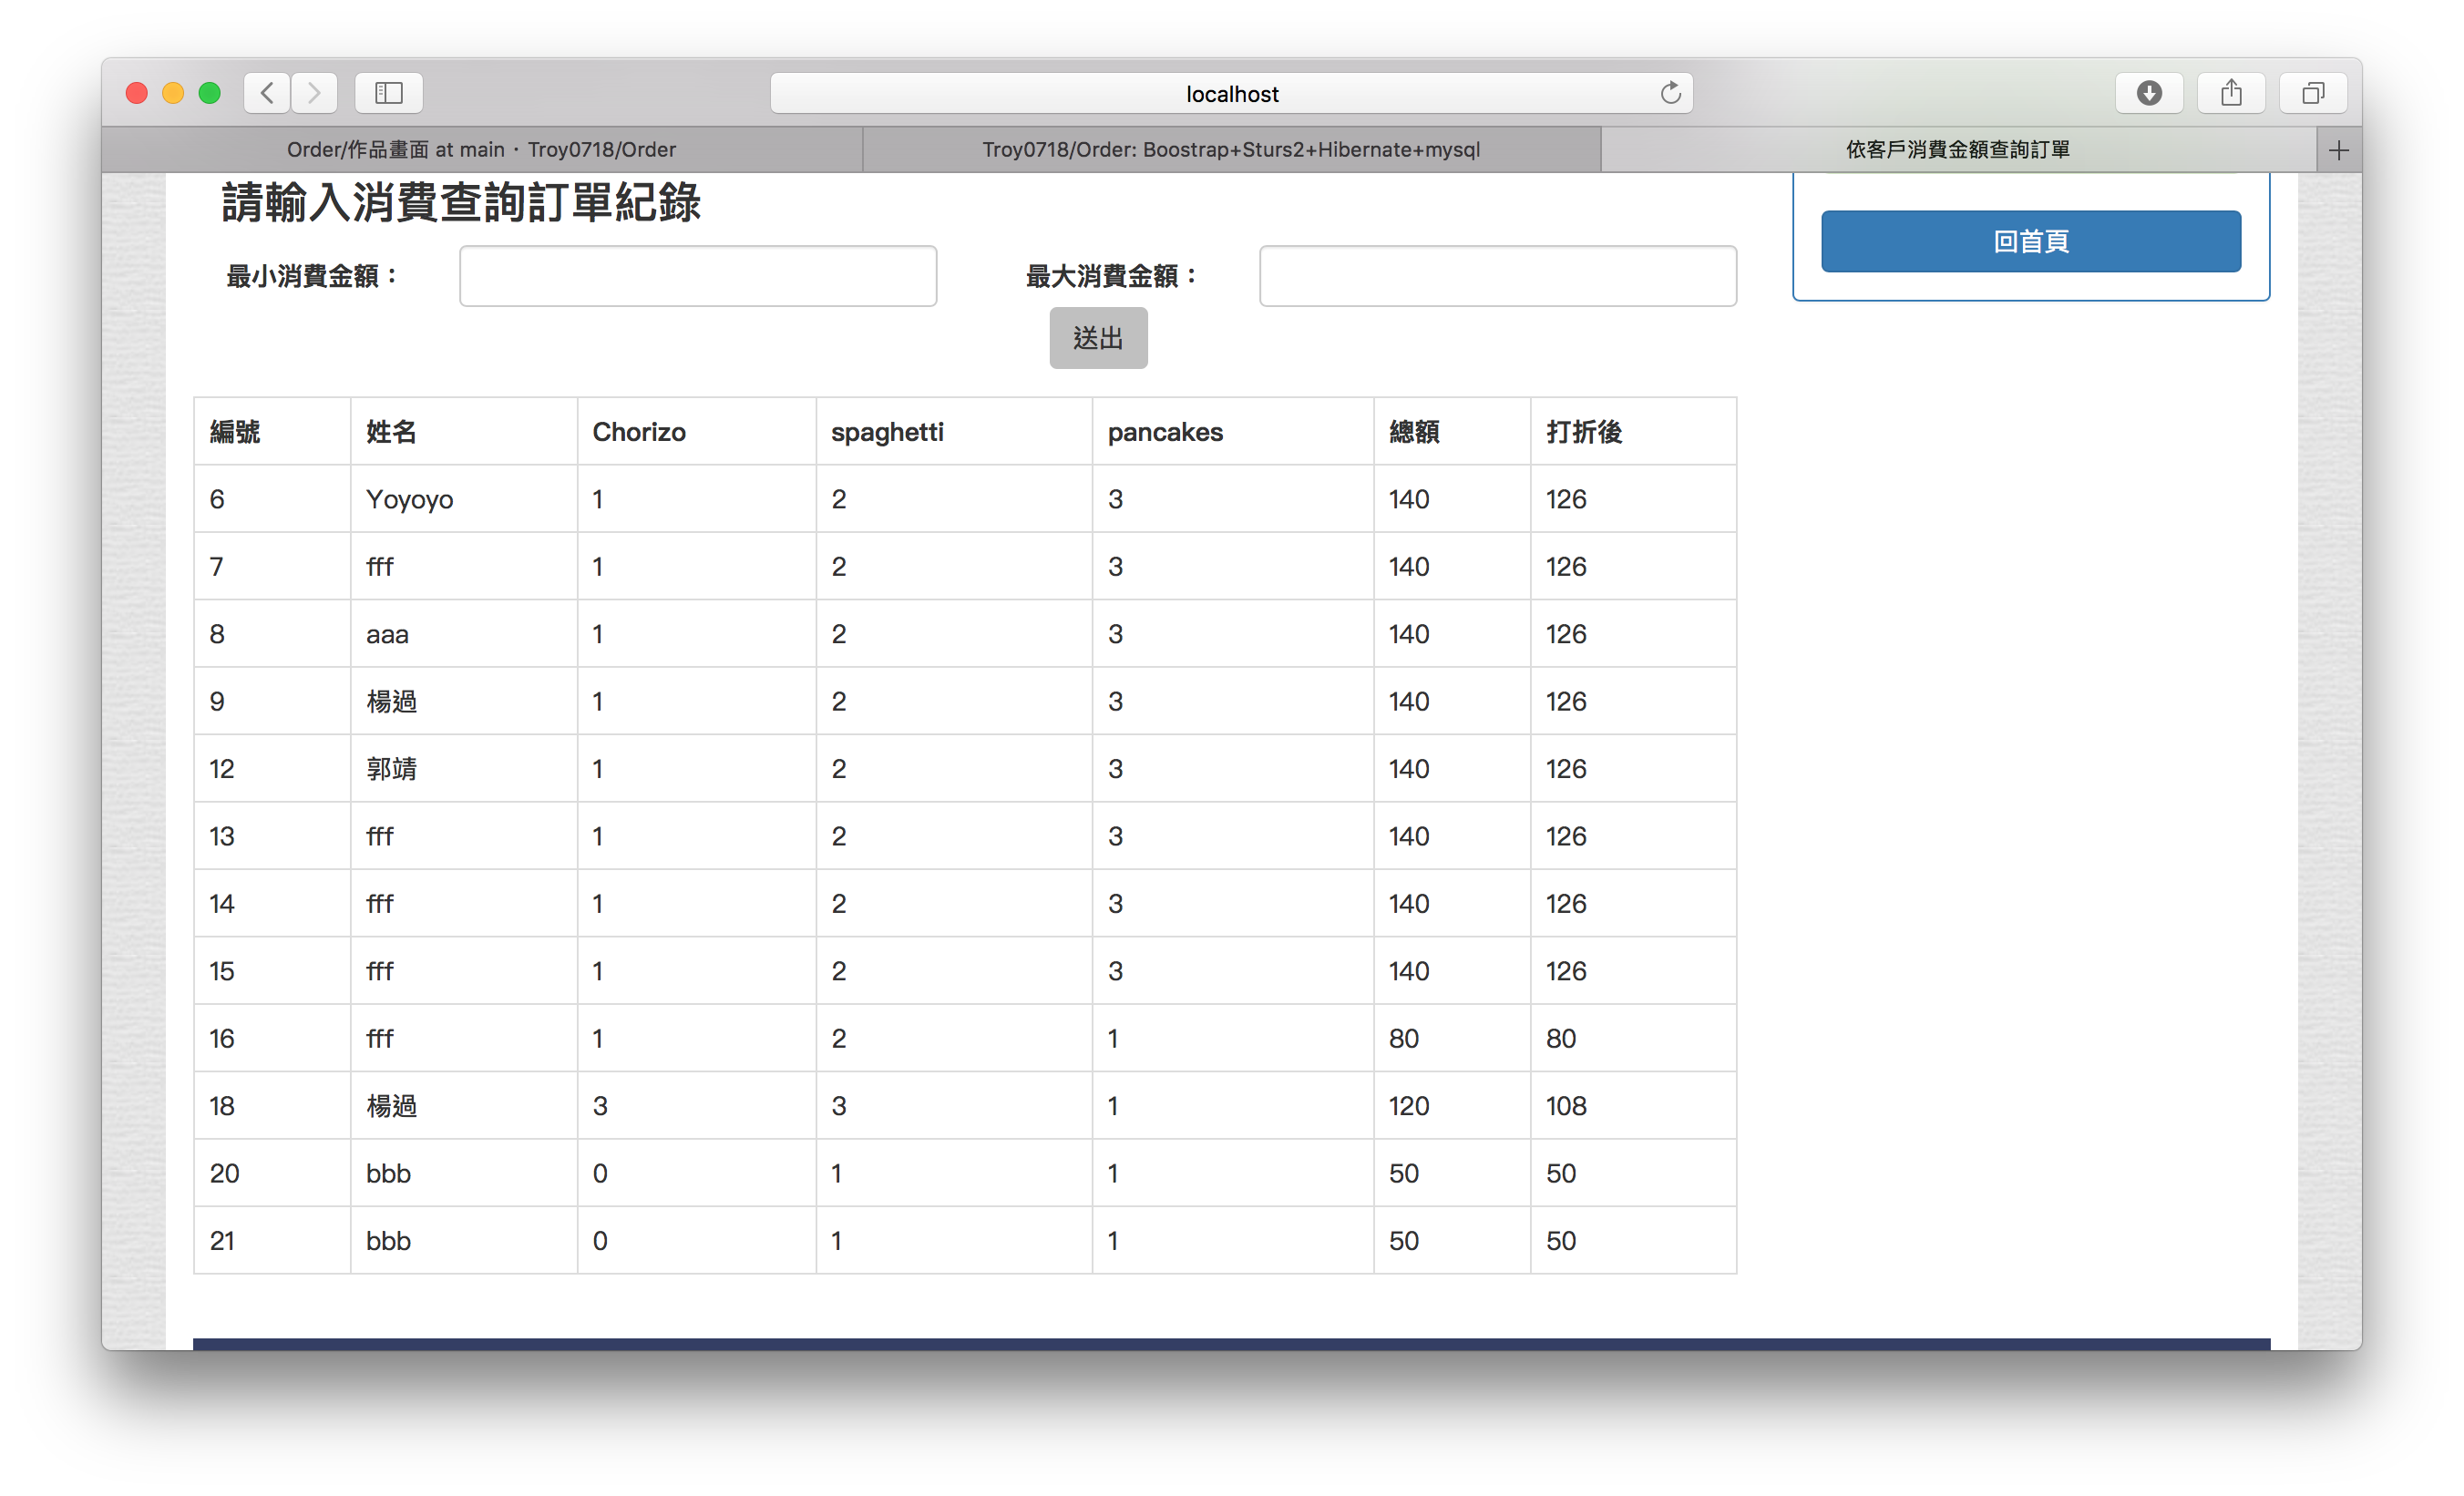 localhost
Order/作品畫面 at main · Troy0718/Order
Troy0718/Order: Boostrap+Sturs2+Hibernate+mysql
依客戶消費金額查詢訂單
請輸入消費查詢訂單紀錄
回首頁
最小消費金額：
最大消費金額：
送出
編號 姓名 Chorizo spaghetti pancakes 總額 打折後
6 Yoyoyo 1 2 3 140 126
7 fff 1 2 3 140 126
8 aaa 1 2 3 140 126
9 楊過 1 2 3 140 126
12 郭靖 1 2 3 140 126
13 fff 1 2 3 140 126
14 fff 1 2 3 140 126
15 fff 1 2 3 140 126
16 fff 1 2 1 80 80
18 楊過 3 3 1 120 108
20 bbb 0 1 1 50 50
21 bbb 0 1 1 50 50